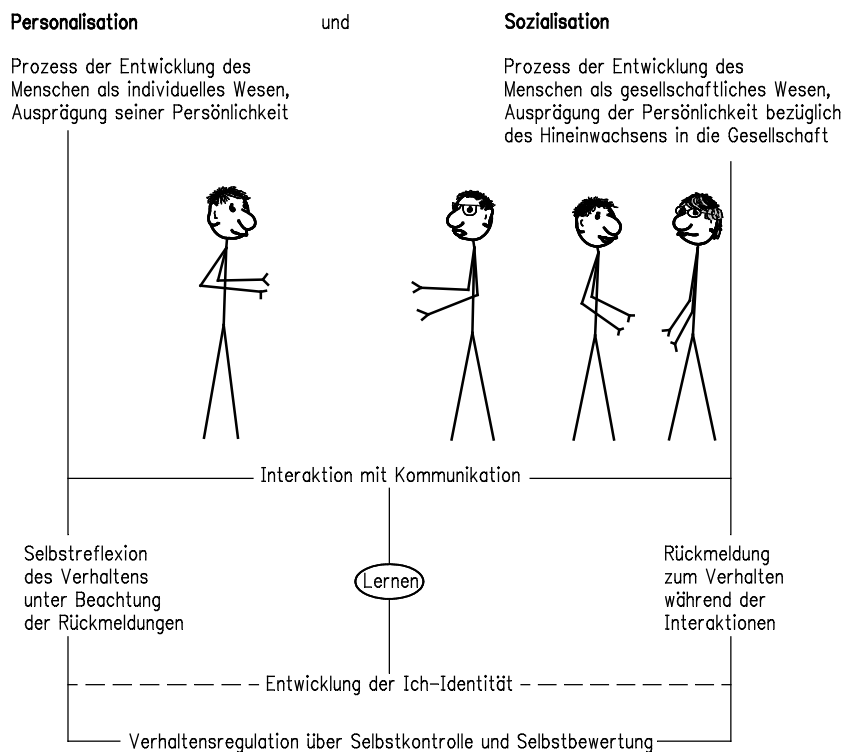 Personalisation und Sozialisation
Prozess der Entwicklung des
Menschen als individuelles Wesen,
Ausprägung seiner Persönlichkeit
Prozess der Entwicklung des
Menschen als gesellschaftliches Wesen,
Ausprägung der Persönlichkeit bezüglich
des Hineinwachsens in die Gesellschaft
Interaktion mit Kommunikation
Selbstreflexion
des Verhaltens
unter Beachtung
der Rückmeldungen
Lernen
Rückmeldung
zum Verhalten
während der
Interaktionen
Entwicklung der Ich-Identität
Verhaltensregulation über Selbstkontrolle und Selbstbewertung